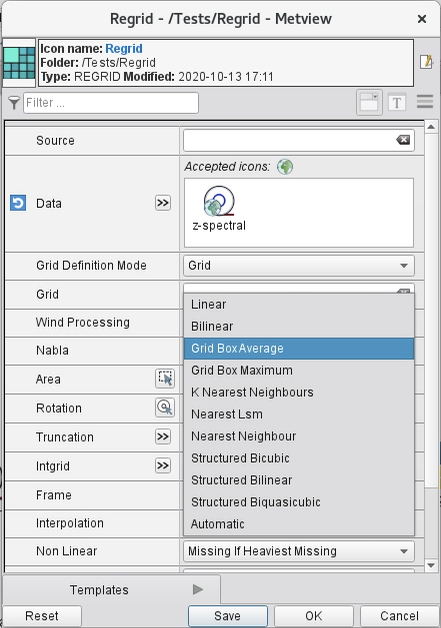 Regrid - /Tests/Regrid - Metview
Icon name: Regrid
Folder: /Tests/Regrid
Type: REGRID Modified: 2020-10-13 17:11
Filter ...
T
Source
Accepted icons:
Data
z-spectral
Grid Definition Mode
Grid
Grid
Linear
Wind Processing
Bilinear
Nabla
Grid Box Average
Grid Box Maximum
Area
K Nearest Neighbours
Rotation
Nearest Lsm
Truncation
Nearest Neighbour
Structured Bicubic
Intgrid
Structured Bilinear
Frame
Structured Biquasicubic
Interpolation
Automatic
Non Linear
Missing If Heaviest Missing
Templates
Reset
Save
OK
Cancel